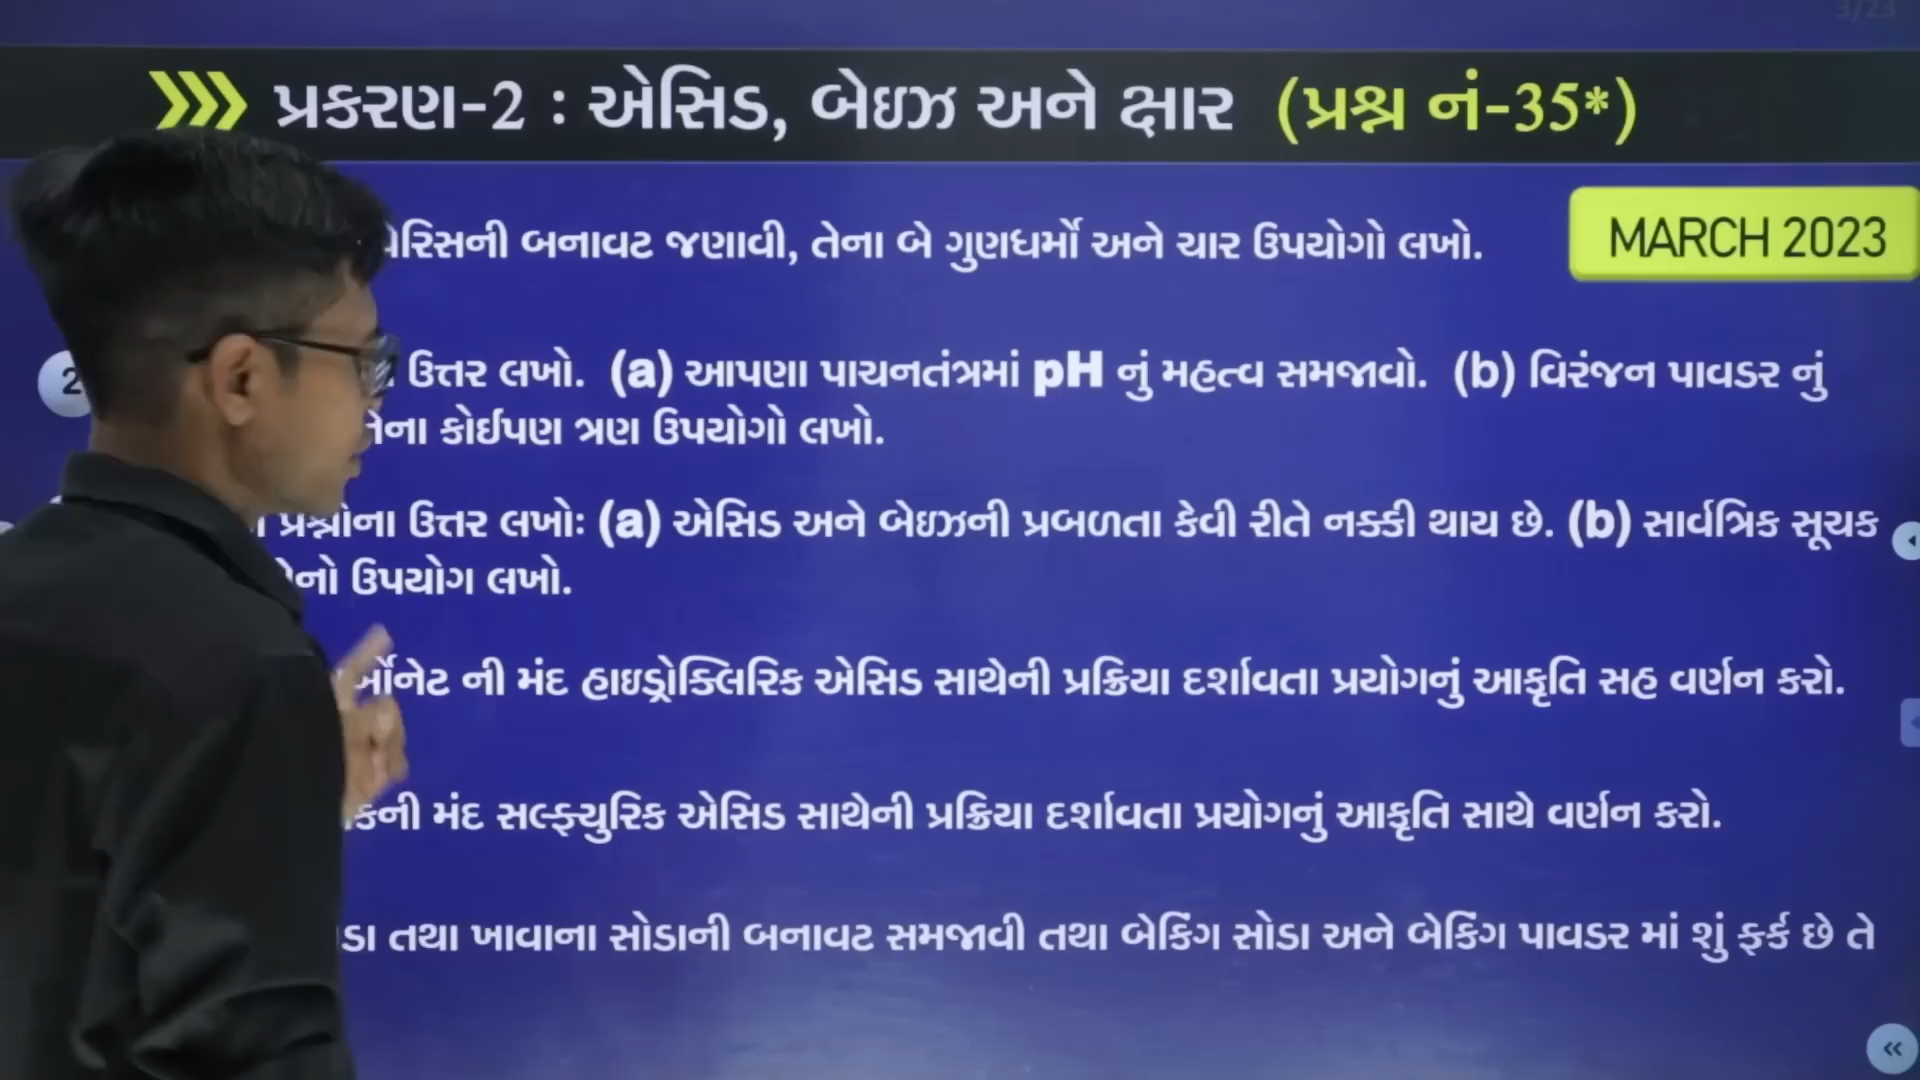 3/23
પ્રકરણ-2 : એસિડ, બેઇઝ અને ક્ષાર (પ્રશ્ન નં-35*)
બનાવટ જણાવી, તેના બે ગુણધર્મો અને ચાર ઉપયોગો લખો.
MARCH 2023
2
ઉત્તર લખો. (a) આપણા પાચનતંત્રમાં pH નું મહત્વ સમજાવો. (b) વિરંજન પાવડર નું
કોઈપણ ત્રણ ઉપયોગો લખો.
પ્રશ્નોના ઉત્તર લખોઃ (a) એસિડ અને બેઇઝની પ્રબળતા કેવી રીતે નક્કી થાય છે. (b) સાર્વત્રિક સૂચક
ઉપયોગ લખો.
ની મંદ હાઇડ્રોક્લિરિક એસિડ સાથેની પ્રક્રિયા દર્શાવતા પ્રયોગનું આકૃતિ સહ વર્ણન કરો.
મંદ સલ્ફ્યુરિક એસિડ સાથેની પ્રક્રિયા દર્શાવતા પ્રયોગનું આકૃતિ સાથે વર્ણન કરો.
તથા ખાવાના સોડાની બનાવટ સમજાવી તથા બેકિંગ સોડા અને બેકિંગ પાવડર માં શું ફર્ક છે તે